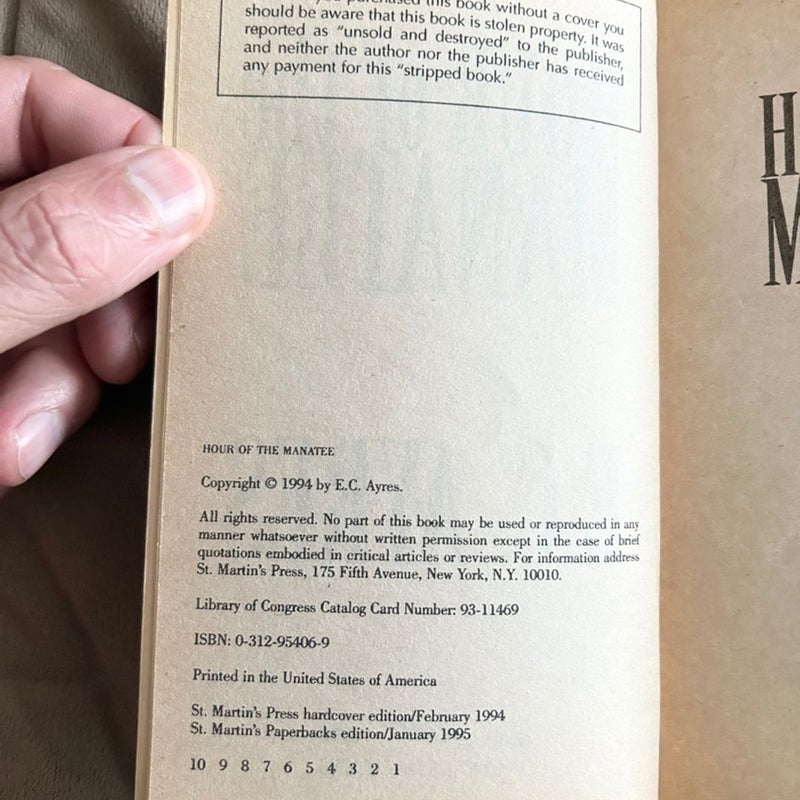 purchased this book without a cover you
should be aware that this book is stolen property. It was
reported as "unsold and destroyed" to the publisher,
and neither the author nor the publisher has received
any payment for this "stripped book."
HOUR OF THE MANATEE
Copyright © 1994 by E.C. Ayres.
All rights reserved. No part of this book may be used or reproduced in any
manner whatsoever without written permission except in the case of brief
quotations embodied in critical articles or reviews. For information address
St. Martin's Press, 175 Fifth Avenue, New York, N.Y. 10010.
Library of Congress Catalog Card Number: 93-11469
ISBN: 0-312-95406-9
Printed in the United States of America
St. Martin's Press hardcover edition/February 1994
St. Martin's Paperbacks edition/January 1995
10 9 8 7 6 5 4 3 2 1
H
M